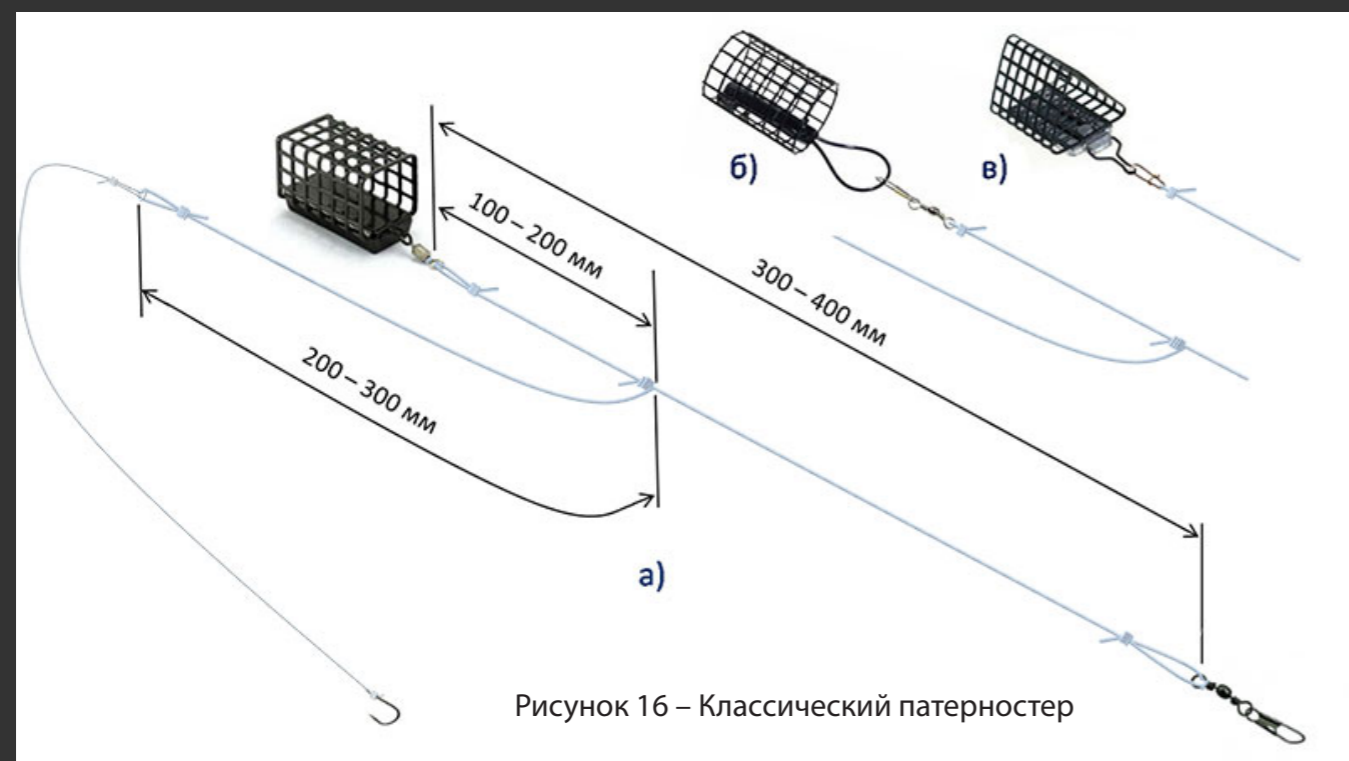 б)
в)
100 – 200 мм
300 – 400 мм
200 – 300 мм
а)
Рисунок 16 – Классический патерностер